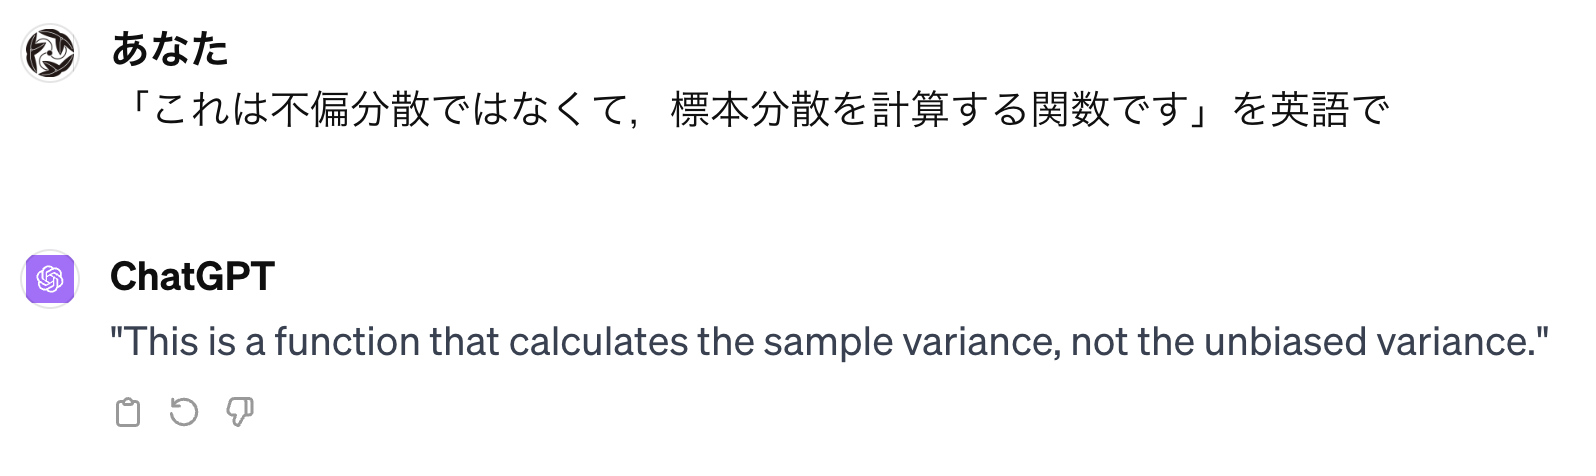 あなた
「これは不偏分散ではなくて，標本分散を計算する関数です」を英語で
ChatGPT
"This is a function that calculates the sample variance, not the unbiased variance."